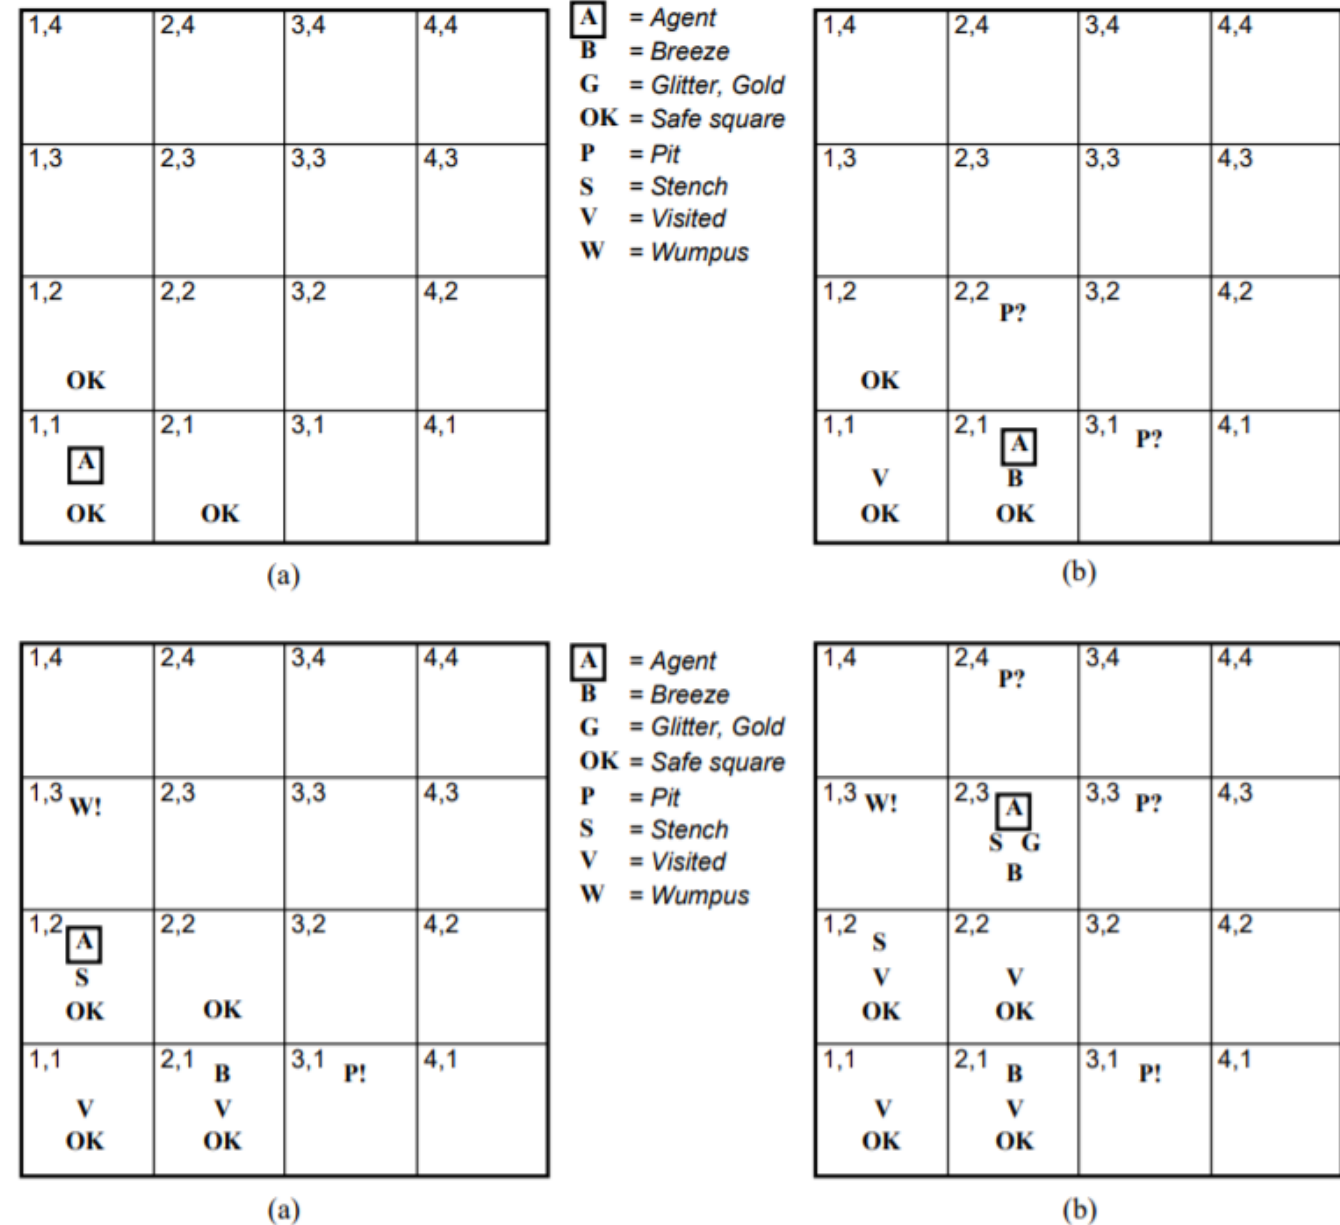 1,4 2,4 3,4 4,4
1,3 2,3 3,3 4,3
1,2 2,2 3,2 4,2
OK
1,1 2,1 3,1 4,1
A
OK OK
(a)
A = Agent
B = Breeze
G = Glitter, Gold
OK = Safe square
P = Pit
S = Stench
V = Visited
W = Wumpus
1,4 2,4 3,4 4,4
1,3 2,3 3,3 4,3
1,2 2,2 P? 3,2 4,2
OK
1,1 2,1 A 3,1 P? 4,1
V B
OK OK
(b)
1,4 2,4 3,4 4,4
1,3 W! 2,3 3,3 4,3
1,2 A 2,2 3,2 4,2
S
OK OK
1,1 2,1 B 3,1 P! 4,1
V V
OK OK
(a)
A = Agent
B = Breeze
G = Glitter, Gold
OK = Safe square
P = Pit
S = Stench
V = Visited
W = Wumpus
1,4 2,4 P? 3,4 4,4
1,3 W! 2,3 A 3,3 P? 4,3
S G
B
1,2 S 2,2 3,2 4,2
V V
OK OK
1,1 2,1 B 3,1 P! 4,1
V V
OK OK
(b)